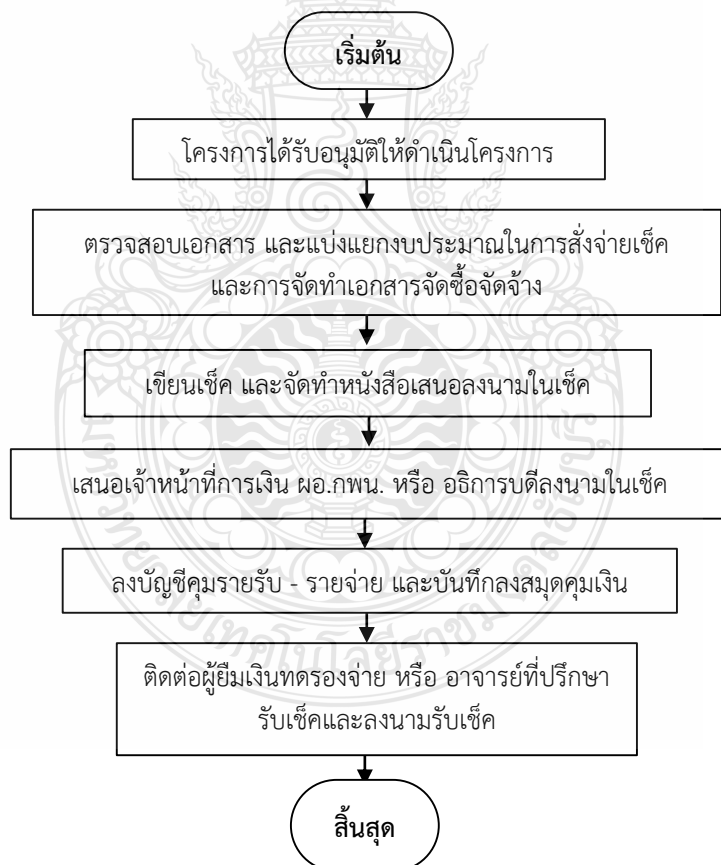 เริ่มต้น
โครงการได้รับอนุมัติให้ดำเนินโครงการ
ตรวจสอบเอกสาร และแบ่งแยกงบประมาณในการสั่งจ่ายเช็ค
และการจัดทำเอกสารจัดซื้อจัดจ้าง
เขียนเช็ค และจัดทำหนังสือเสนอลงนามในเช็ค
เสนอเจ้าหน้าที่การเงิน ผอ.กพน. หรือ อธิการบดีลงนามในเช็ค
ลงบัญชีคุมรายรับ - รายจ่าย และบันทึกลงสมุดคุมเงิน
ติดต่อผู้ยืมเงินทดรองจ่าย หรือ อาจารย์ที่ปรึกษา
รับเช็คและลงนามรับเช็ค
สิ้นสุด